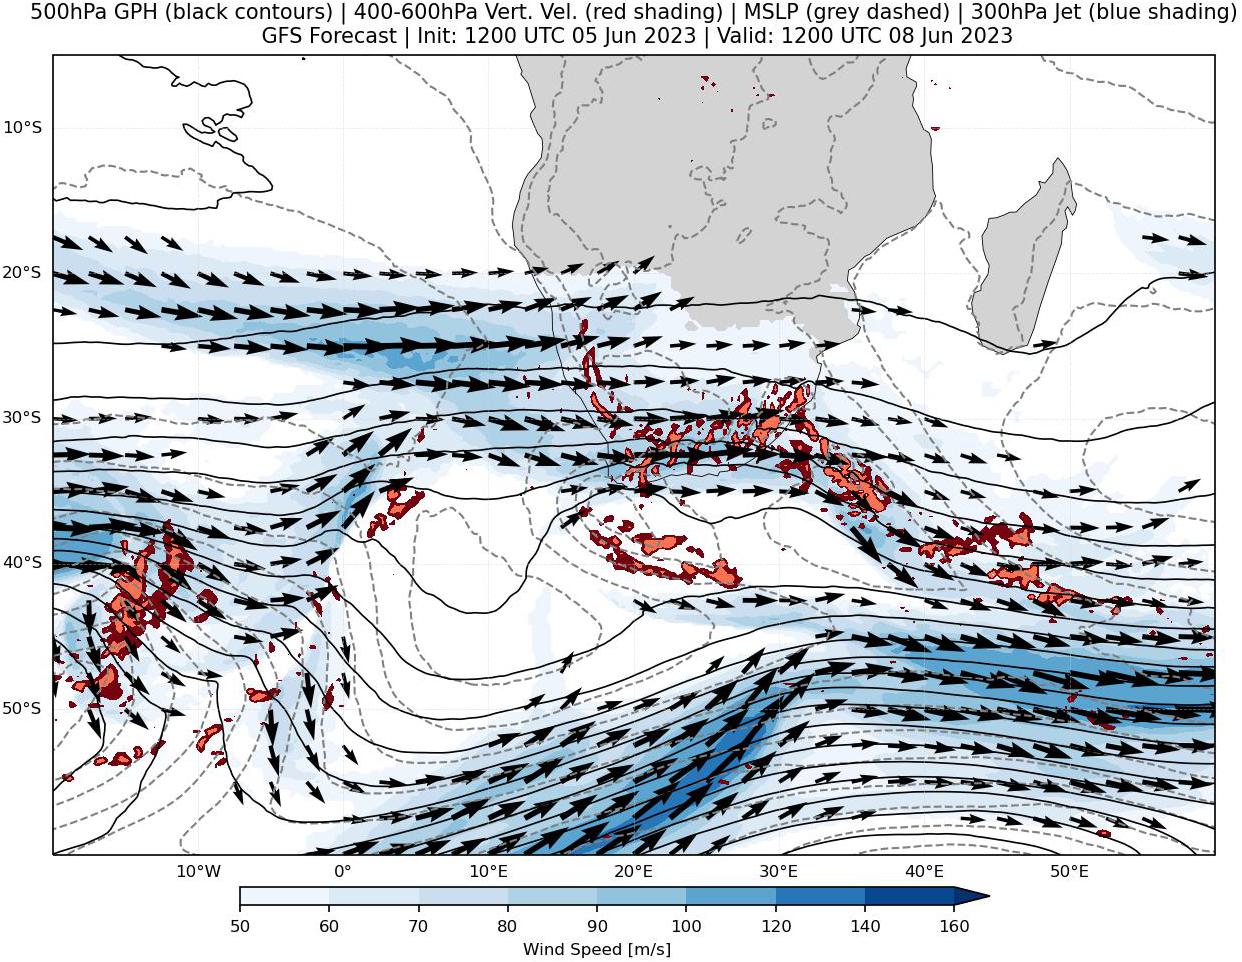 500hPa GPH (black contours) | 400-600hPa Vert. Vel. (red shading) | MSLP (grey dashed) | 300hPa Jet (blue shading)
GFS Forecast | Init: 1200 UTC 05 Jun 2023 | Valid: 1200 UTC 08 Jun 2023
10°S
20°S
30°S
40°S
50°S
10°W 0° 10°E 20°E 30°E 40°E 50°E
50 60 70 80 90 100 120 140 160
Wind Speed [m/s]